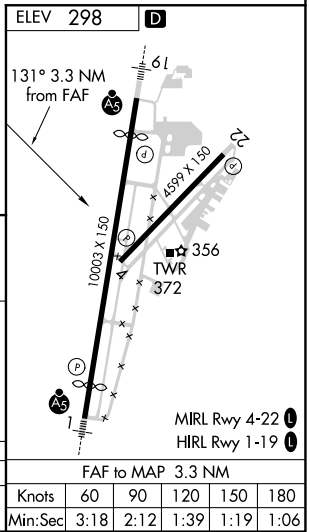 ELEV 298 D
131° 3.3 NM
from FAF
19
A5
P
22
P
4599 X 150
10003 X 150
P
4
356
TWR
372
P
A5
1
MIRL Rwy 4-22 L
HIRL Rwy 1-19 L
FAF to MAP 3.3 NM
Knots 60 90 120 150 180
Min:Sec 3:18 2:12 1:39 1:19 1:06